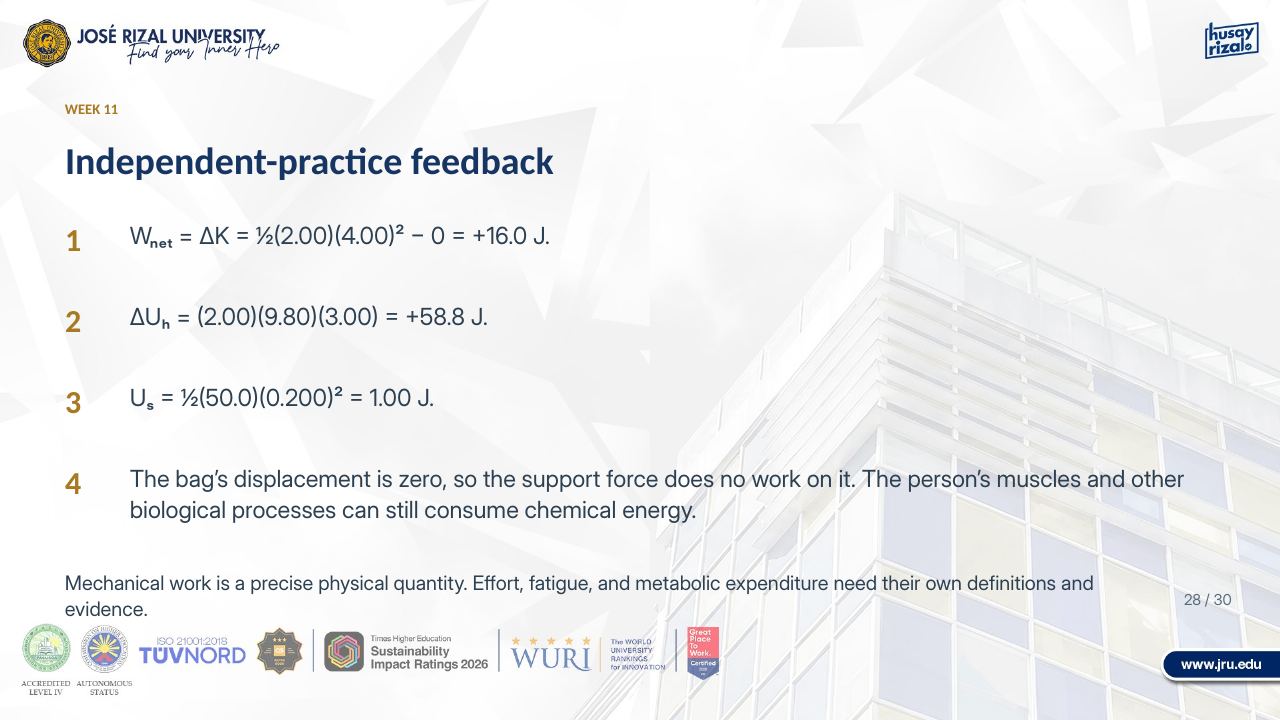 JOSÉ RIZAL UNIVERSITY
Find your Inner Hero
husay
rizal
WEEK 11
Independent-practice feedback
1 Wₙₑₜ = ΔK = ½(2.00)(4.00)² − 0 = +16.0 J.
2 ΔUₕ = (2.00)(9.80)(3.00) = +58.8 J.
3 Uₛ = ½(50.0)(0.200)² = 1.00 J.
4 The bag’s displacement is zero, so the support force does no work on it. The person’s muscles and other
biological processes can still consume chemical energy.
Mechanical work is a precise physical quantity. Effort, fatigue, and metabolic expenditure need their own definitions and
evidence.
28 / 30
ACCREDITED
LEVEL IV
AUTONOMOUS
STATUS
ISO 21001:2018
TÜVNORD
Times Higher Education
Sustainability
Impact Ratings 2026
WURI
The WORLD
UNIVERSITY
RANKINGS
for INNOVATION
Great
Place
To
Work.
Certified
www.jru.edu